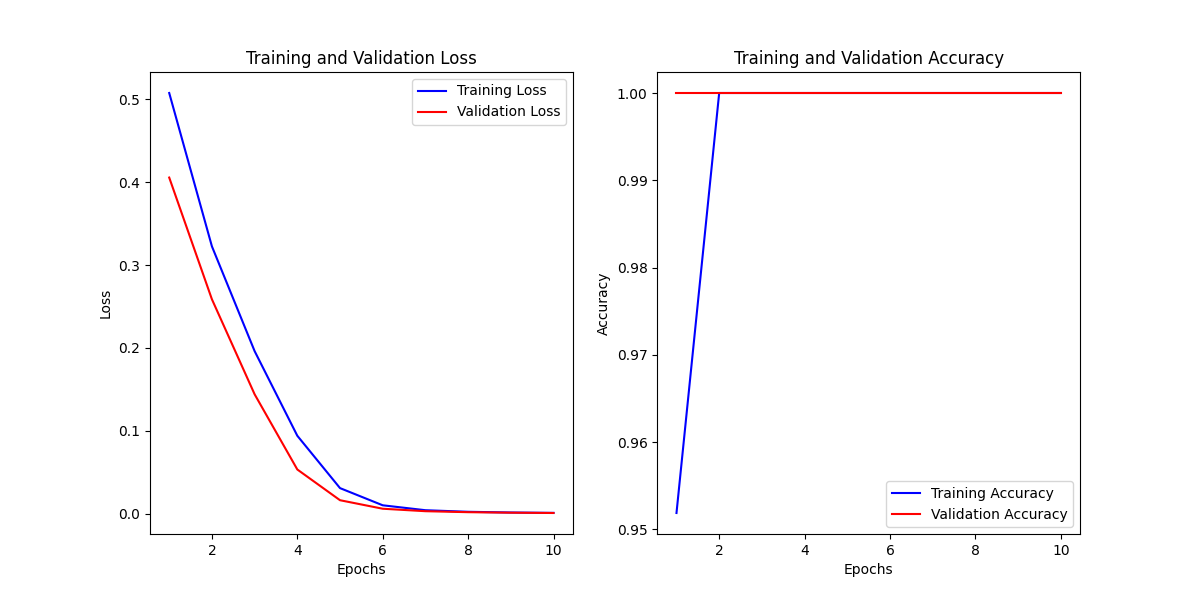 Training and Validation Loss
Training Loss
Validation Loss
0.5
0.4
0.3
0.2
0.1
0.0
Loss
2 4 6 8 10
Epochs
Training and Validation Accuracy
1.00
0.99
0.98
0.97
0.96
0.95
Accuracy
Training Accuracy
Validation Accuracy
2 4 6 8 10
Epochs